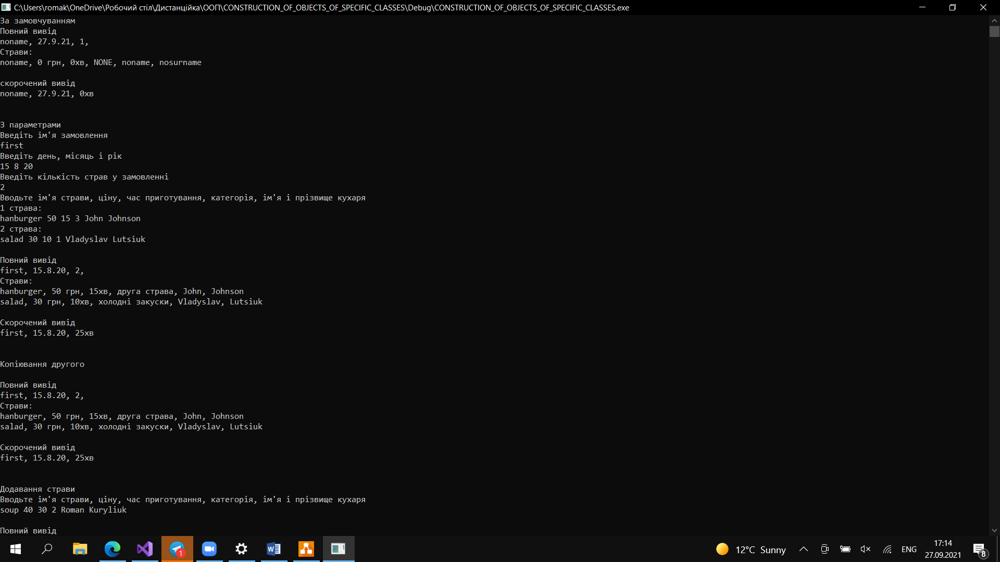 C:\Users\romak\OneDrive\Робочий стіл\Дистанційка\ООП\CONSTRUCTION_OF_OBJECTS_OF_SPECIFIC_CLASSES\Debug\CONSTRUCTION_OF_OBJECTS_OF_SPECIFIC_CLASSES.exe
За замовчуванням
Повний вивід
noname, 27.9.21, 1,
Страви:
noname, 0 грн, 0хв, NONE, noname, nosurname
скорочений вивід
noname, 27.9.21, 0хв
З параметрами
Введіть ім'я замовлення
first
Введіть день, місяць і рік
15 8 20
Введіть кількість страв у замовленні
2
Вводьте ім'я страви, ціну, час приготування, категорія, ім'я і прізвище кухаря
1 страва:
hanburger 50 15 3 John Johnson
2 страва:
salad 30 10 1 Vladyslav Lutsiuk
Повний вивід
first, 15.8.20, 2,
Страви:
hanburger, 50 грн, 15хв, друга страва, John, Johnson
salad, 30 грн, 10хв, холодні закуски, Vladyslav, Lutsiuk
Скорочений вивід
first, 15.8.20, 25хв
Копіювання другого
Повний вивід
first, 15.8.20, 2,
Страви:
hanburger, 50 грн, 15хв, друга страва, John, Johnson
salad, 30 грн, 10хв, холодні закуски, Vladyslav, Lutsiuk
Скорочений вивід
first, 15.8.20, 25хв
Додавання страви
Вводьте ім'я страви, ціну, час приготування, категорія, ім'я і прізвище кухаря
soup 40 30 2 Roman Kuryliuk
Повний вивід
1
12°C Sunny
ENG
17:14
27.09.2021
8